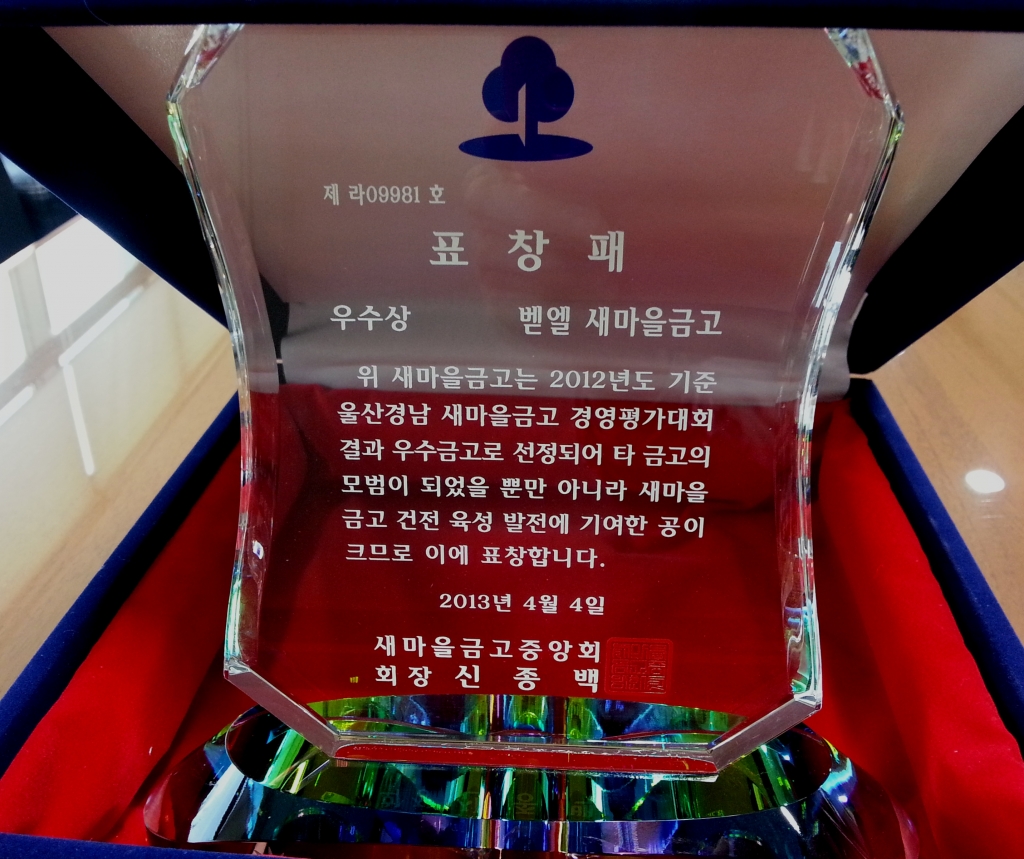 제 라09981 호
표 창 패
우수상 벧엘 새마을금고
위 새마을금고는 2012년도 기준
울산경남 새마을금고 경영평가대회
결과 우수금고로 선정되어 타 금고의
모범이 되었을 뿐만 아니라 새마을
금고 건전 육성 발전에 기여한 공이
크므로 이에 표창합니다.
2013년 4월 4일
새마을금고중앙회
회장 신 종 백